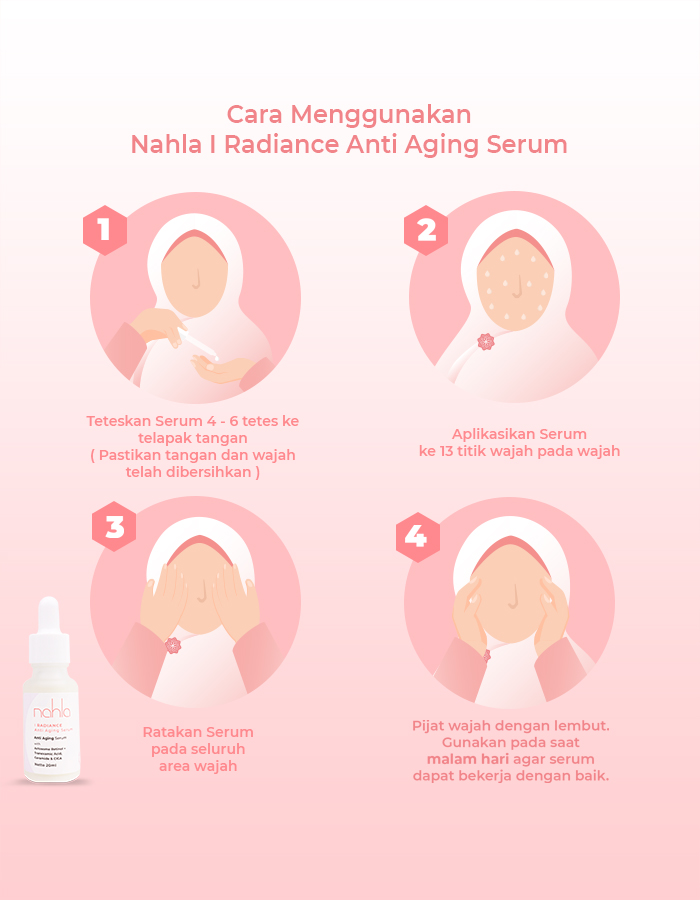 Cara Menggunakan
Nahla I Radiance Anti Aging Serum
1
2
Teteskan Serum 4 - 6 tetes ke
telapak tangan
( Pastikan tangan dan wajah
telah dibersihkan )
Aplikasikan Serum
ke 13 titik wajah pada wajah
3
4
Ratakan Serum
pada seluruh
area wajah
Pijat wajah dengan lembut.
Gunakan pada saat
malam hari agar serum
dapat bekerja dengan baik.
nahla
I RADIANCE
Anti Aging Serum
Anti Aging Serum
with
Tranexamic Acid,
Ceramide & CICA
Netto 20ml